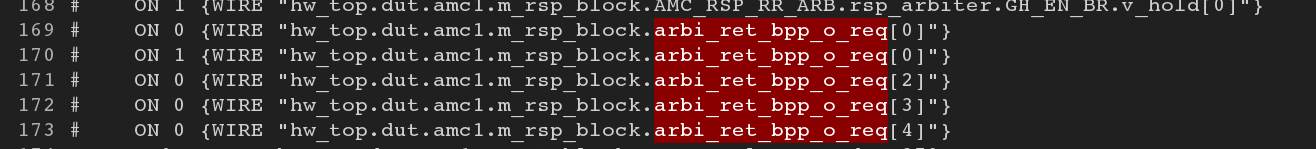 168 #     ON 1 {WIRE "hw_top.dut.amc1.m_rsp_block.AMC_RSP_RR_ARB.rsp_arbiter.GH_EN_BR.v_hold[0]"}
169 #     ON 0 {WIRE "hw_top.dut.amc1.m_rsp_block.arbi_ret_bpp_o_req[0]"}
170 #     ON 1 {WIRE "hw_top.dut.amc1.m_rsp_block.arbi_ret_bpp_o_req[0]"}
171 #     ON 0 {WIRE "hw_top.dut.amc1.m_rsp_block.arbi_ret_bpp_o_req[2]"}
172 #     ON 0 {WIRE "hw_top.dut.amc1.m_rsp_block.arbi_ret_bpp_o_req[3]"}
173 #     ON 0 {WIRE "hw_top.dut.amc1.m_rsp_block.arbi_ret_bpp_o_req[4]"}